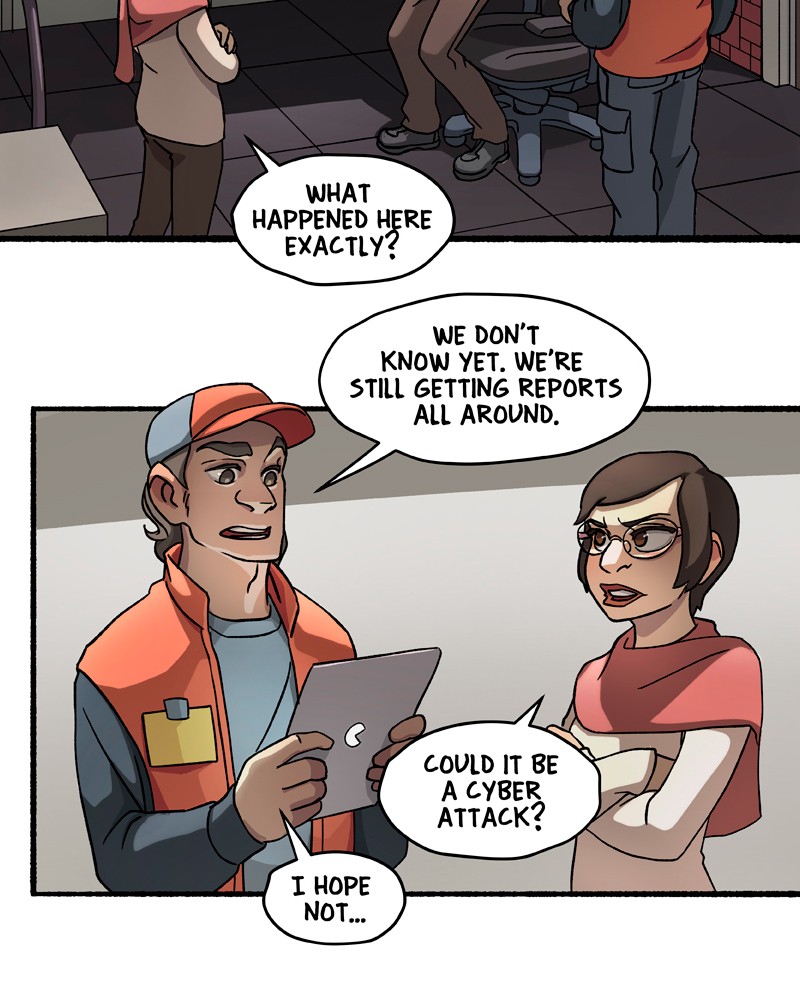 WHAT
HAPPENED HERE
EXACTLY?
WE DON'T
KNOW YET. WE'RE
STILL GETTING REPORTS
ALL AROUND.
COULD IT BE
A CYBER
ATTACK?
I HOPE
NOT...